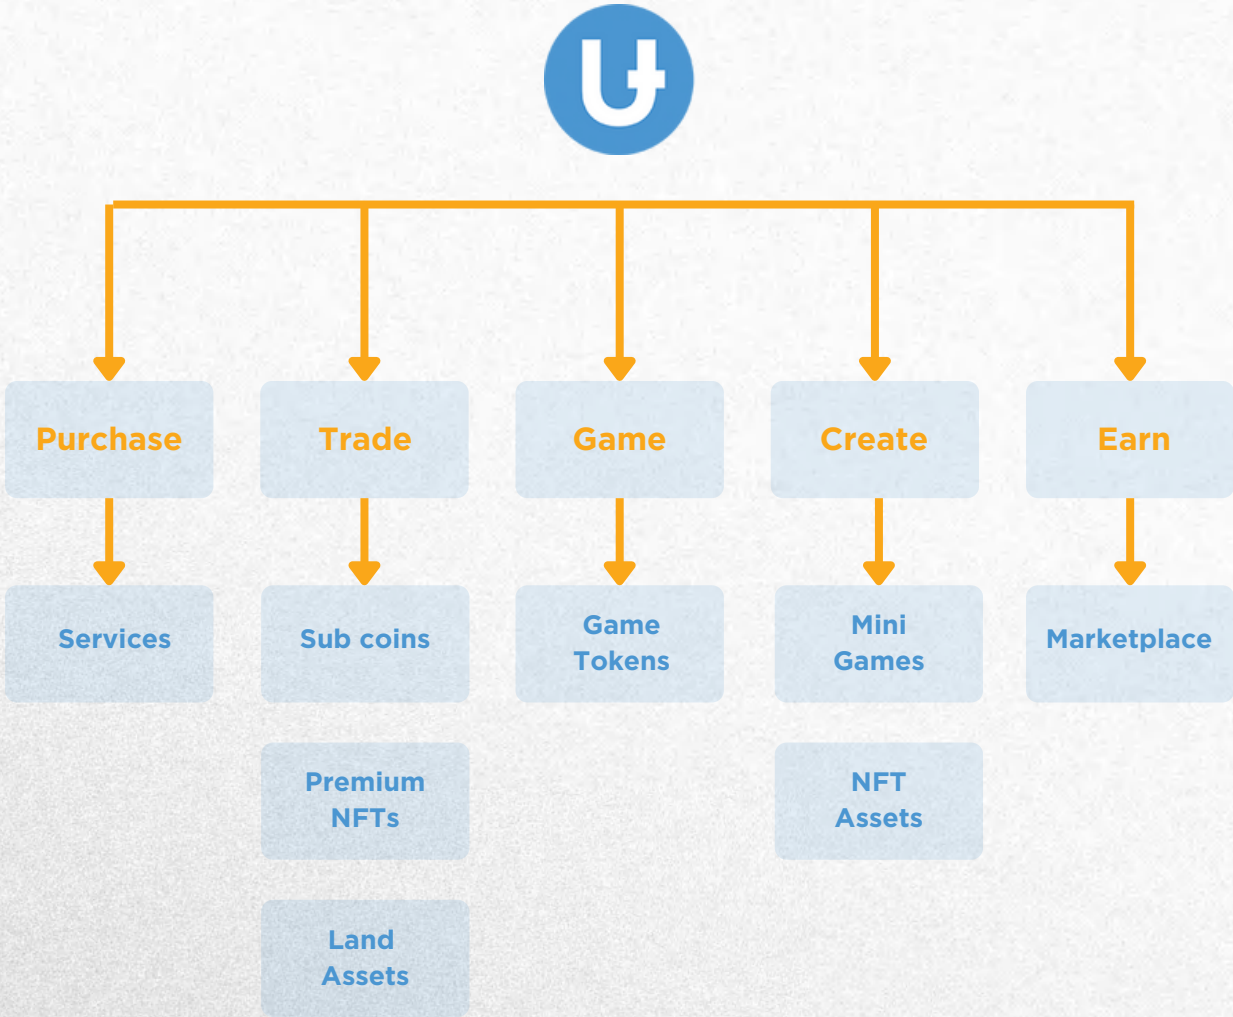 Purchase
Trade
Game
Create
Earn
Services
Sub coins
Game
Tokens
Mini
Games
Marketplace
Premium
NFTs
NFT
Assets
Land
Assets